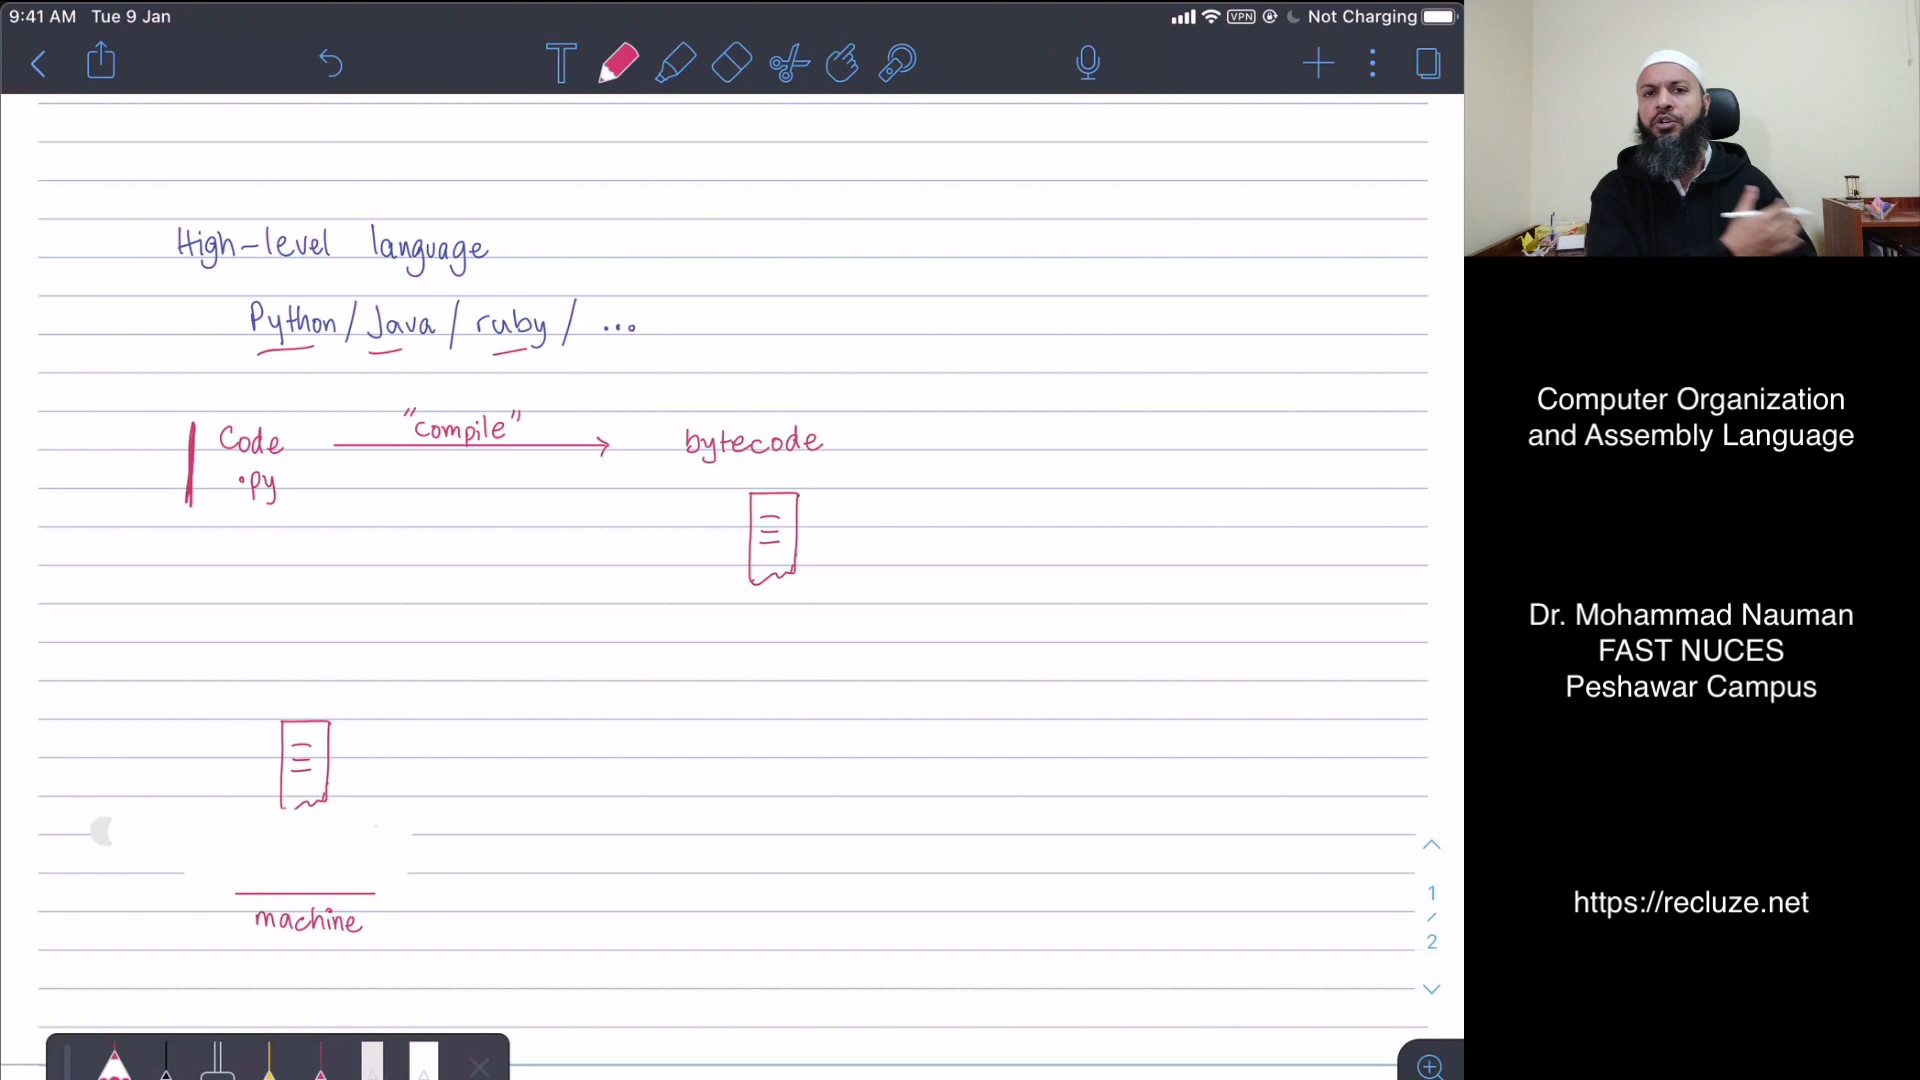 9:41 AM Tue 9 Jan
VPN Not Charging
T
High-level language
Python / Java / ruby / ...
Code "compile" bytecode
.py
machine
1
/
2
Computer Organization
and Assembly Language
Dr. Mohammad Nauman
FAST NUCES
Peshawar Campus
https://recluze.net